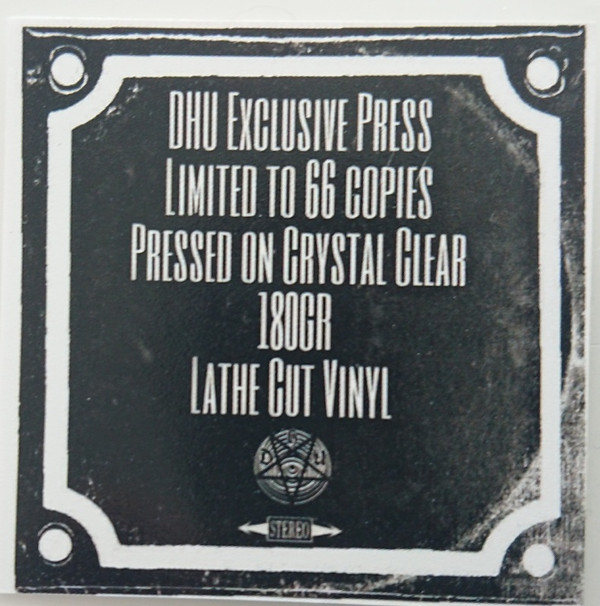 DHU EXCLUSIVE PRESS
LIMITED TO 66 COPIES
PRESSED ON CRYSTAL CLEAR
180GR
LATHE CUT VINYL
D H U
STEREO